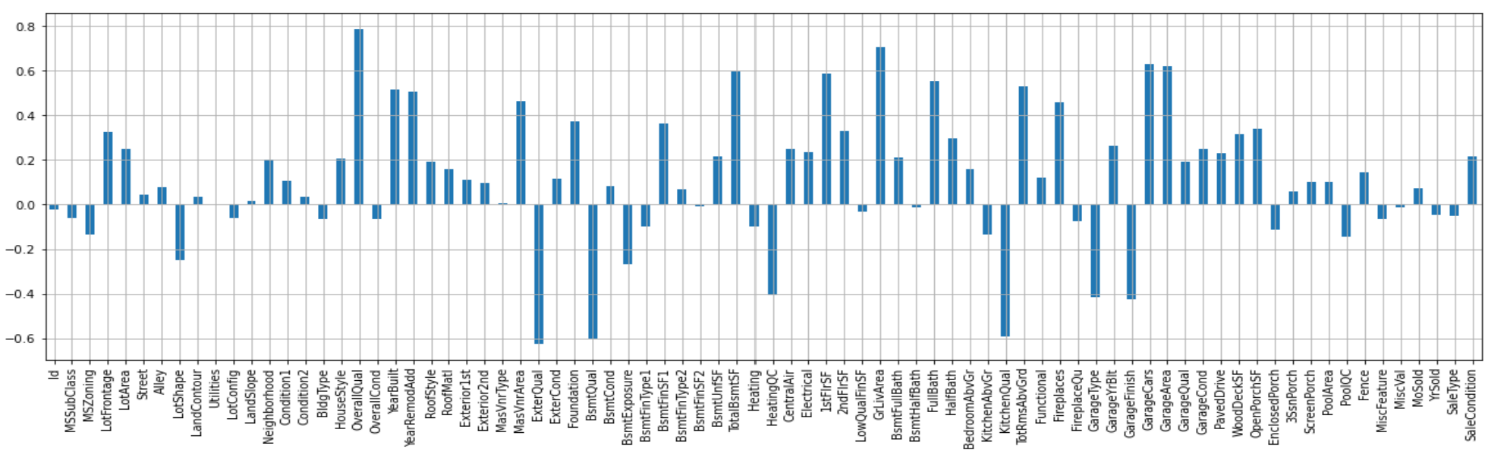 0.8
0.6
0.4
0.2
0.0
−0.2
−0.4
−0.6
Id
MSSubClass
MSZoning
LotFrontage
LotArea
Street
Alley
LotShape
LandContour
Utilities
LotConfig
LandSlope
Neighborhood
Condition1
Condition2
BldgType
HouseStyle
OverallQual
OverallCond
YearBuilt
YearRemodAdd
RoofStyle
RoofMatl
Exterior1st
Exterior2nd
MasVnrType
MasVnrArea
ExterQual
ExterCond
Foundation
BsmtQual
BsmtCond
BsmtExposure
BsmtFinType1
BsmtFinSF1
BsmtFinType2
BsmtFinSF2
BsmtUnfSF
TotalBsmtSF
Heating
HeatingQC
CentralAir
Electrical
1stFlrSF
2ndFlrSF
LowQualFinSF
GrLivArea
BsmtFullBath
BsmtHalfBath
FullBath
HalfBath
BedroomAbvGr
KitchenAbvGr
KitchenQual
TotRmsAbvGrd
Functional
Fireplaces
FireplaceQu
GarageType
GarageYrBlt
GarageFinish
GarageCars
GarageArea
GarageQual
GarageCond
PavedDrive
WoodDeckSF
OpenPorchSF
EnclosedPorch
3SsnPorch
ScreenPorch
PoolArea
PoolQC
Fence
MiscFeature
MiscVal
MoSold
YrSold
SaleType
SaleCondition